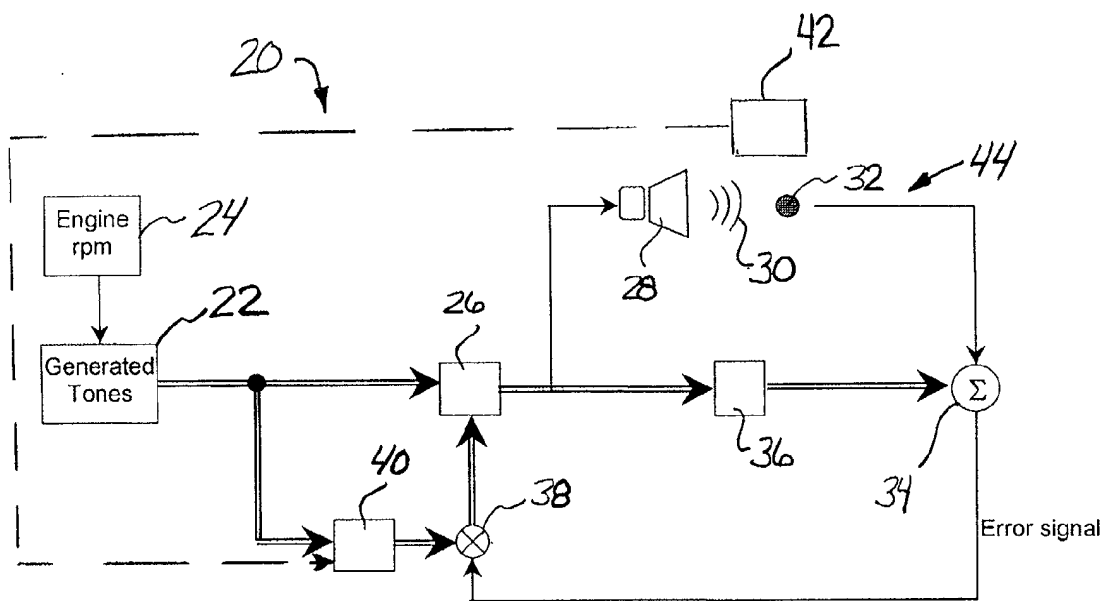 42
20
44
32
Engine
rpm
24
28
30
22
26
Generated
Tones
Σ
36
34
40
38
Error signal